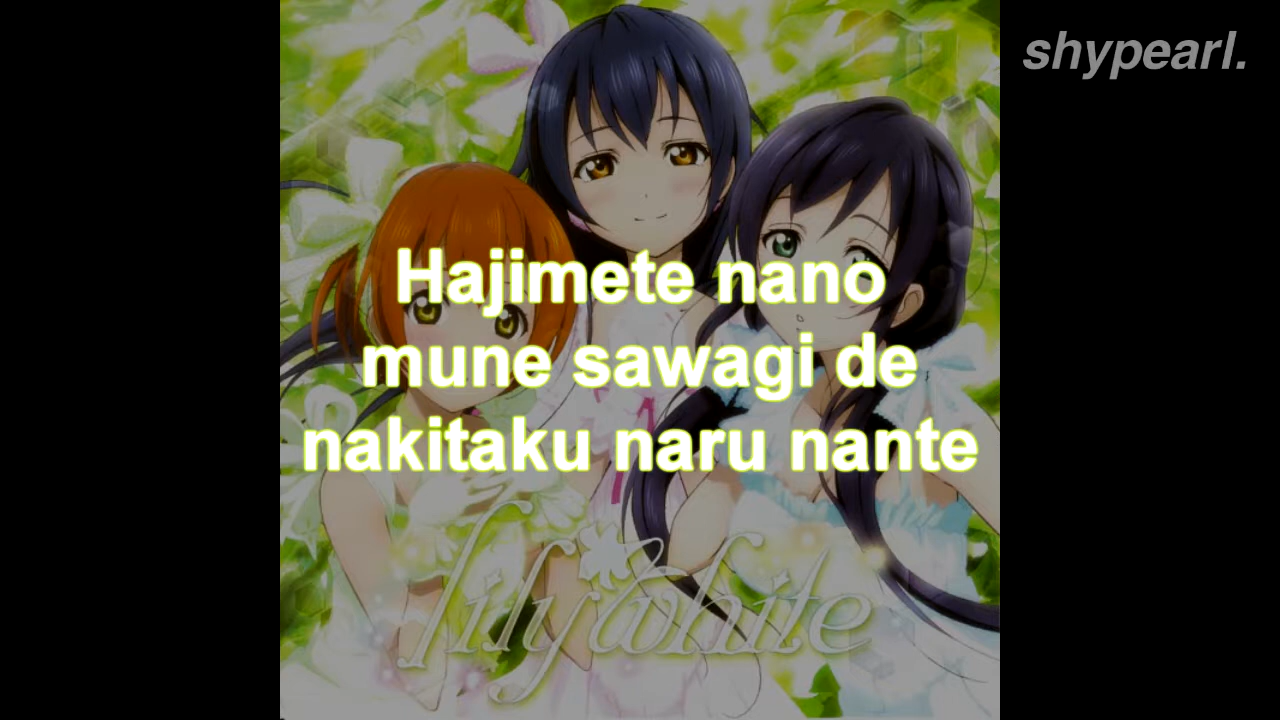 shypearl.
Hajimete nano
mune sawagi de
nakitaku naru nante
lily white